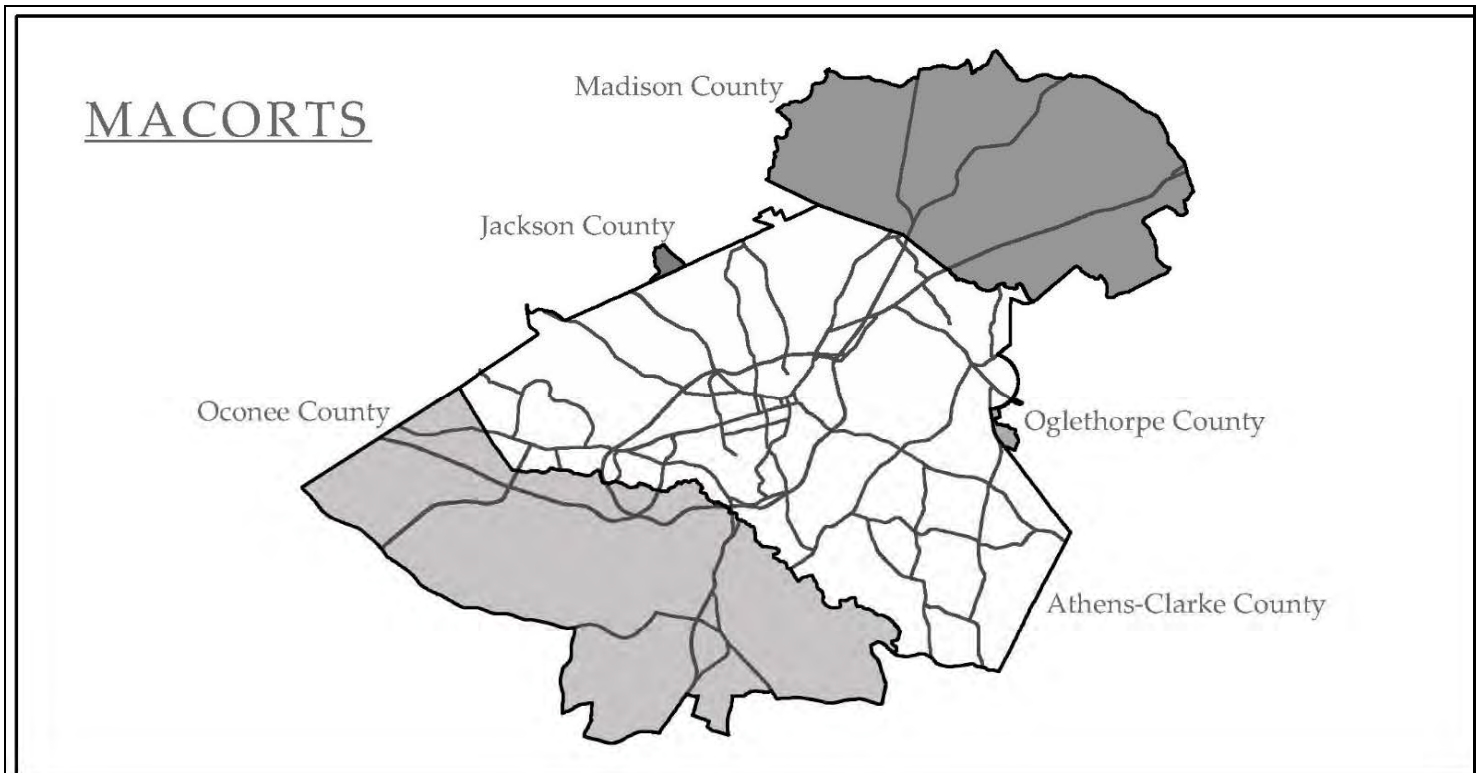 Madison County
MACORTS
Jackson County
Oconee County
Oglethorpe County
Athens-Clarke County